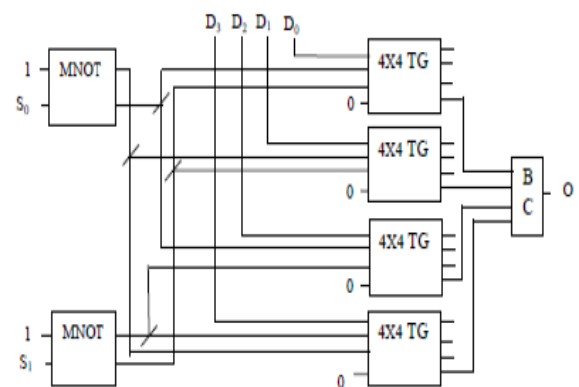 D₃ D₂ D₁ D₀
1 MNOT
S₀
4X4 TG
0
4X4 TG
0
B
C
O
4X4 TG
0
1 MNOT
S₁
4X4 TG
0